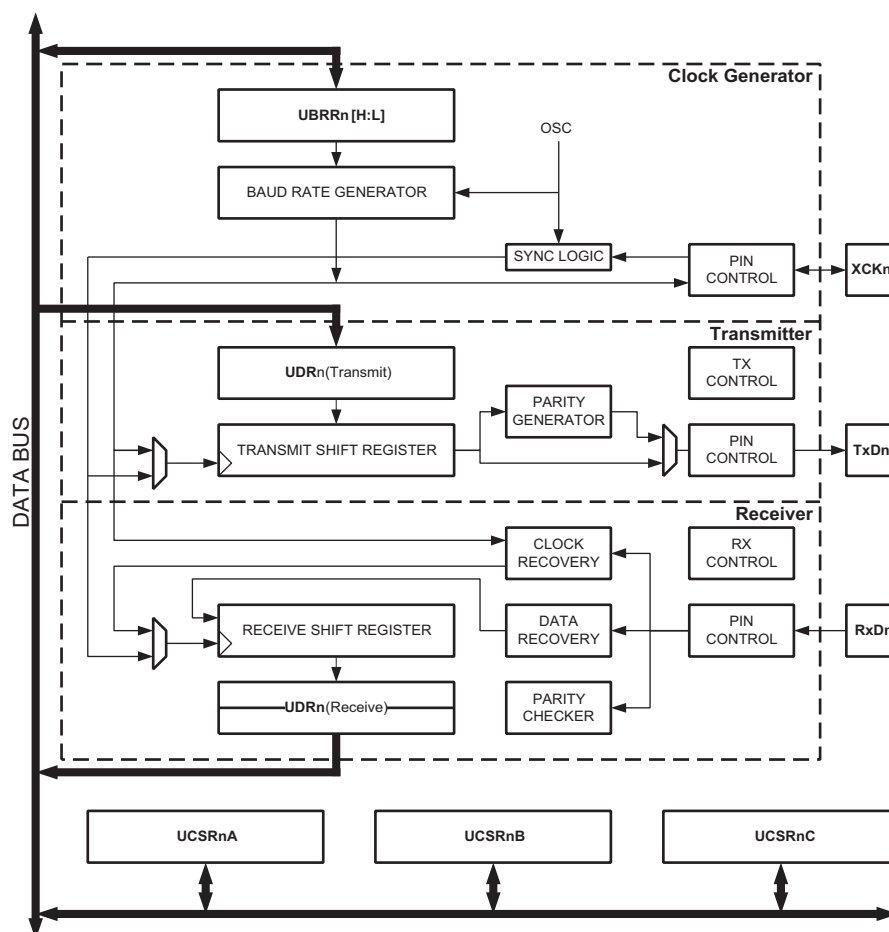 Clock Generator
UBRRn [H:L]
OSC
BAUD RATE GENERATOR
SYNC LOGIC
PIN
CONTROL
XCKn
DATA BUS
Transmitter
UDRn(Transmit)
TX
CONTROL
PARITY
GENERATOR
TRANSMIT SHIFT REGISTER
PIN
CONTROL
TxDn
Receiver
CLOCK
RECOVERY
RX
CONTROL
RECEIVE SHIFT REGISTER
DATA
RECOVERY
PIN
CONTROL
RxDn
UDRn(Receive)
PARITY
CHECKER
UCSRnA
UCSRnB
UCSRnC